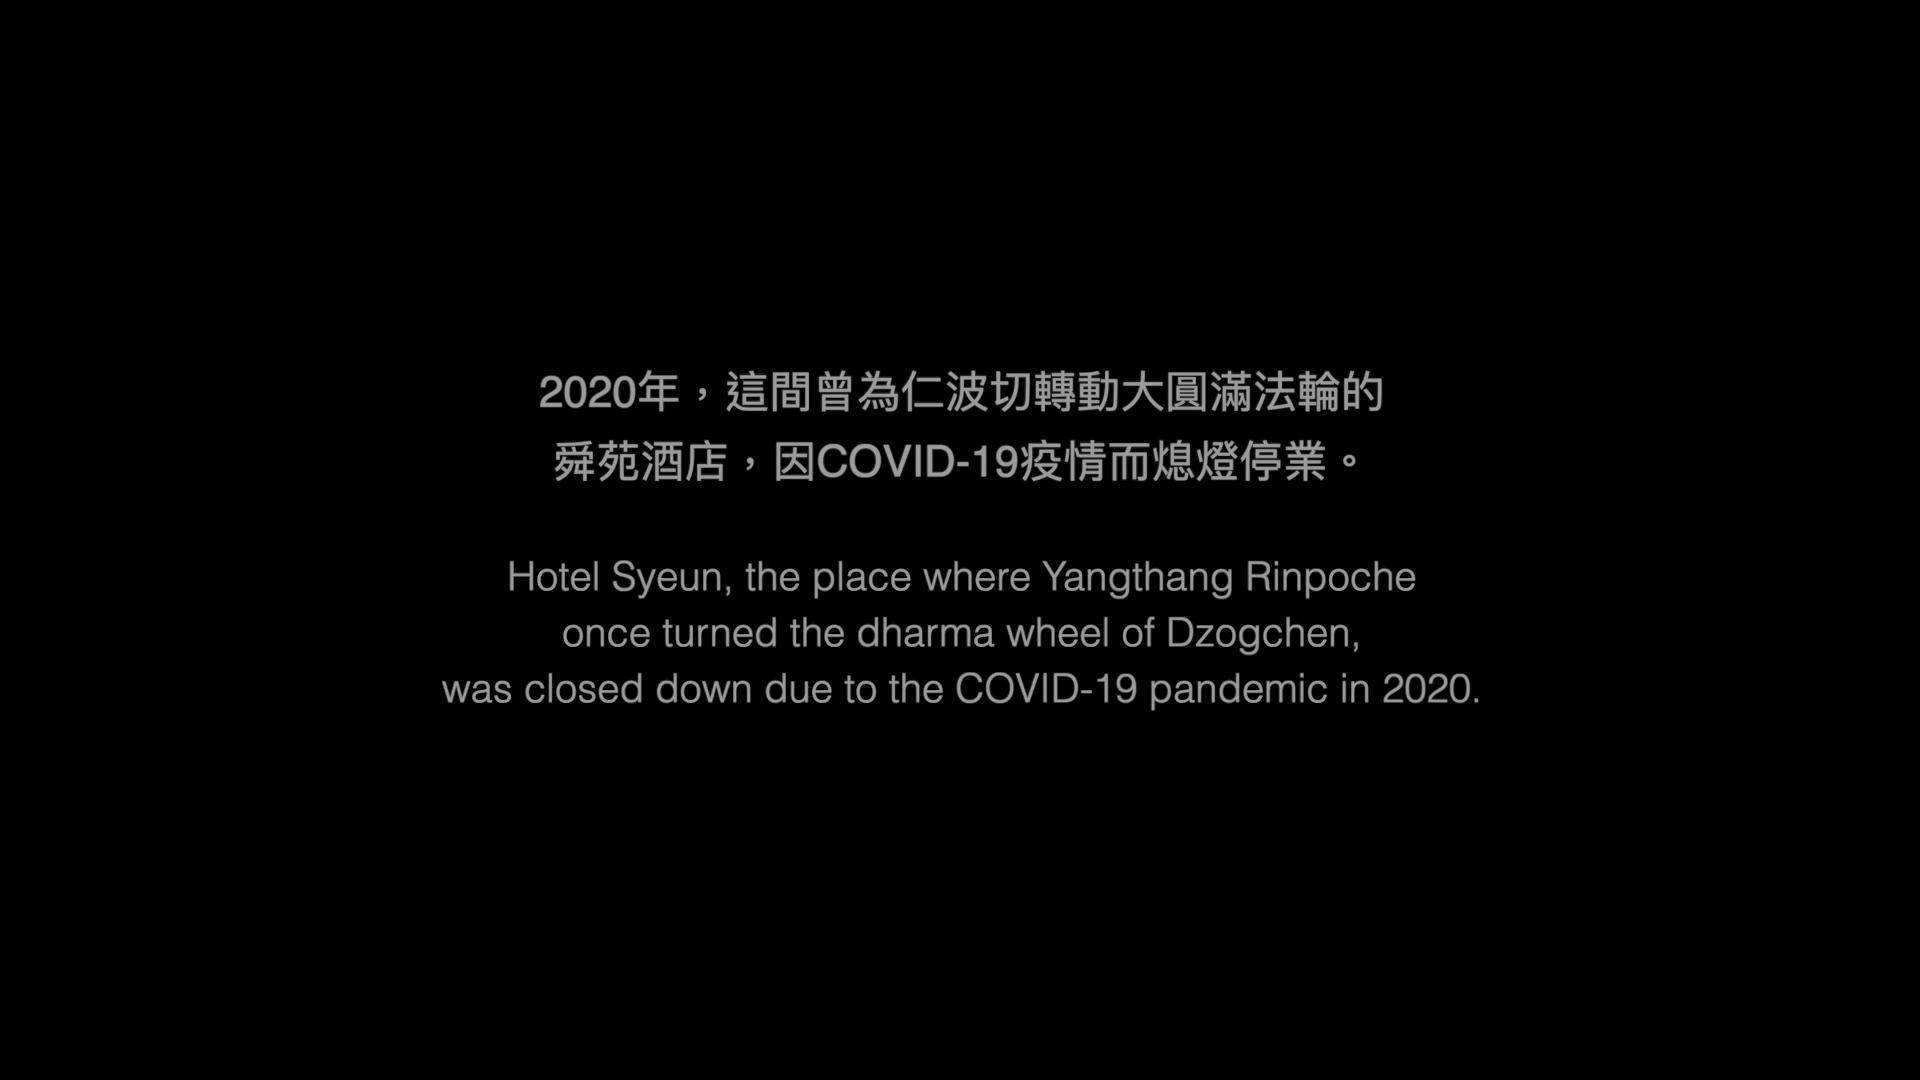 2020年，這間曾為仁波切轉動大圓滿法輪的
舜苑酒店，因COVID-19疫情而熄燈停業。
Hotel Syeun, the place where Yangthang Rinpoche
once turned the dharma wheel of Dzogchen,
was closed down due to the COVID-19 pandemic in 2020.